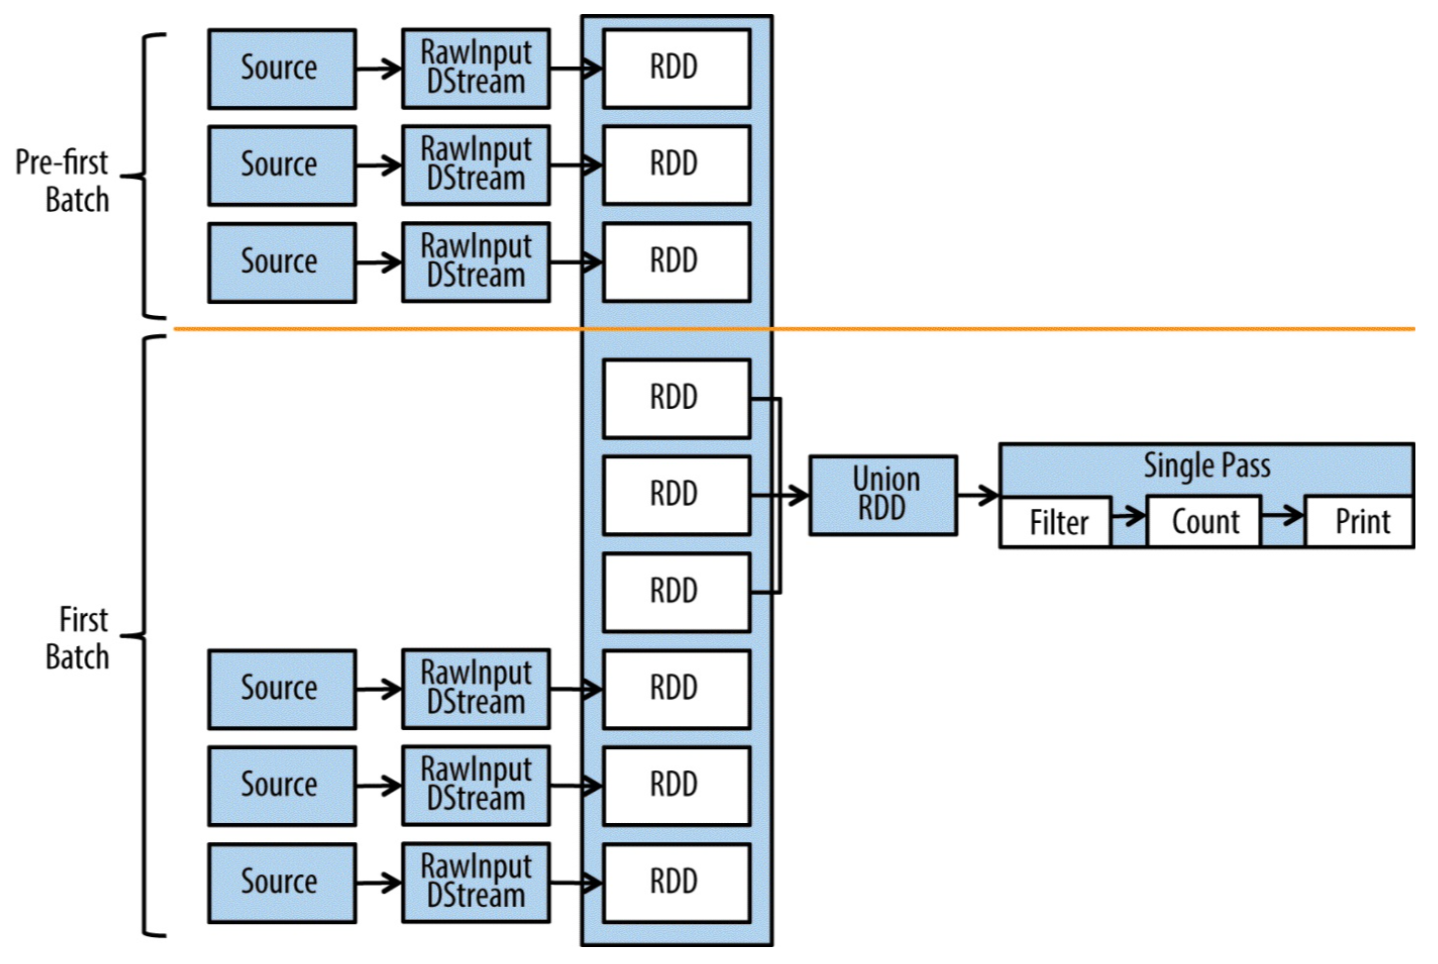 Pre-first
Batch
Source
RawInput
DStream
RDD
Source
RawInput
DStream
RDD
Source
RawInput
DStream
RDD
First
Batch
RDD
RDD
RDD
Union
RDD
Single Pass
Filter
Count
Print
Source
RawInput
DStream
RDD
Source
RawInput
DStream
RDD
Source
RawInput
DStream
RDD